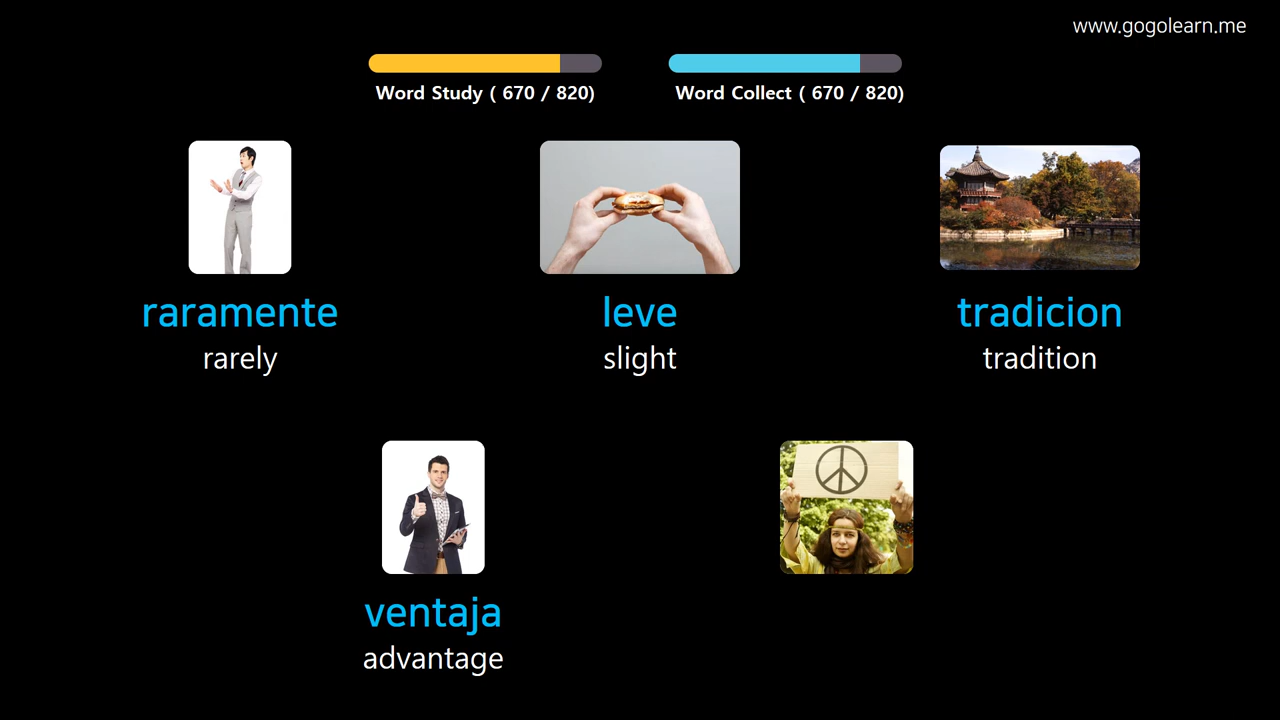 www.gogolearn.me
Word Study ( 670 / 820)
Word Collect ( 670 / 820)
raramente
rarely
leve
slight
tradicion
tradition
ventaja
advantage